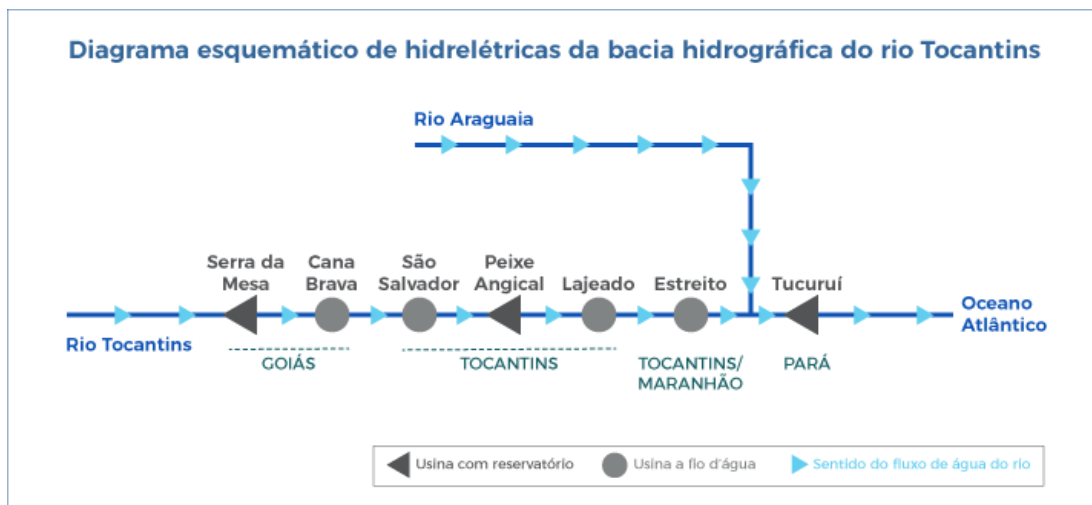 Diagrama esquemático de hidrelétricas da bacia hidrográfica do rio Tocantins
Rio Araguaia
Serra da
Mesa
Cana
Brava
São
Salvador
Peixe
Angical
Lajeado
Estreito
Tucuruí
Oceano
Atlântico
Rio Tocantins
GOIÁS
TOCANTINS
TOCANTINS/
MARANHÃO
PARÁ
Usina com reservatório
Usina a fio d'água
Sentido do fluxo de água do rio